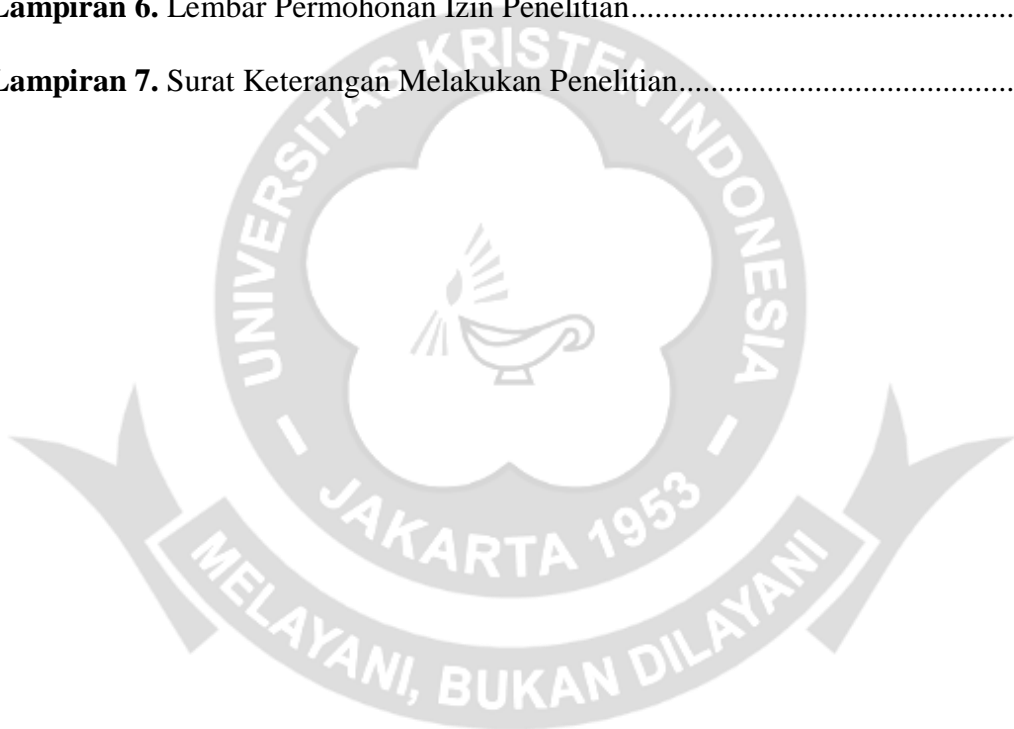 Lampiran 6. Lembar Permohonan Izin Penelitian................................................
Lampiran 7. Surat Keterangan Melakukan Penelitian..........................................
UNIVERSITAS KRISTEN INDONESIA
- JAKARTA 1953 -
MELAYANI, BUKAN DILAYANI